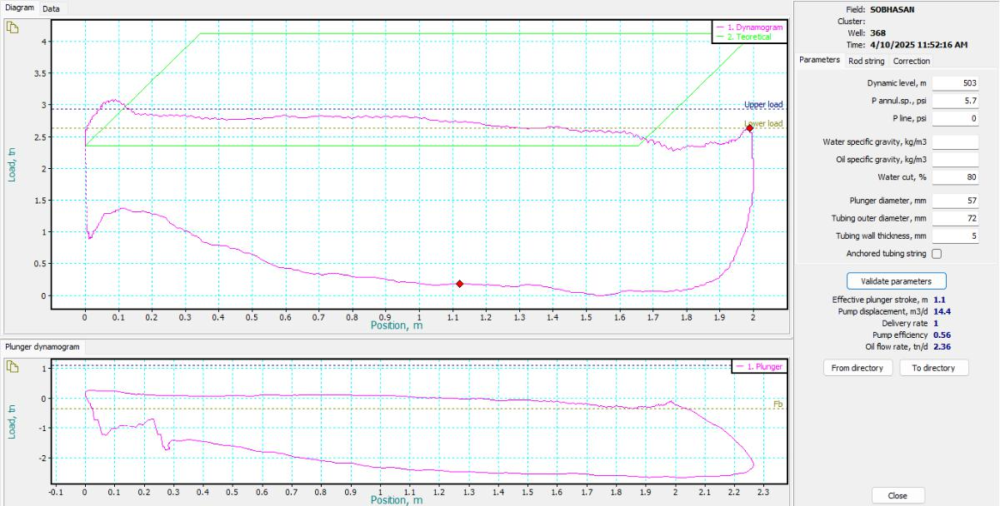 Diagram Data
1. Dynamogram
2. Teoretical
Upper load
Lower load
Load, tn
4
3.5
3
2.5
2
1.5
1
0.5
0
0 0.1 0.2 0.3 0.4 0.5 0.6 0.7 0.8 0.9 1 1.1 1.2 1.3 1.4 1.5 1.6 1.7 1.8 1.9 2
Position, m
Plunger dynamogram
1. Plunger
Fb
Load, tn
1
0
-1
-2
-0.1 0 0.1 0.2 0.3 0.4 0.5 0.6 0.7 0.8 0.9 1 1.1 1.2 1.3 1.4 1.5 1.6 1.7 1.8 1.9 2 2.1 2.2 2.3
Position, m
Field: SOBHASAN
Cluster:
Well: 368
Time: 4/10/2025 11:52:16 AM
Parameters Rod string Correction
Dynamic level, m 503
P annul.sp., psi 5.7
P line, psi 0
Water specific gravity, kg/m3
Oil specific gravity, kg/m3
Water cut, % 80
Plunger diameter, mm 57
Tubing outer diameter, mm 72
Tubing wall thickness, mm 5
Anchored tubing string
Validate parameters
Effective plunger stroke, m 1.1
Pump displacement, m3/d 14.4
Delivery rate 1
Pump efficiency 0.56
Oil flow rate, tn/d 2.36
From directory To directory
Close